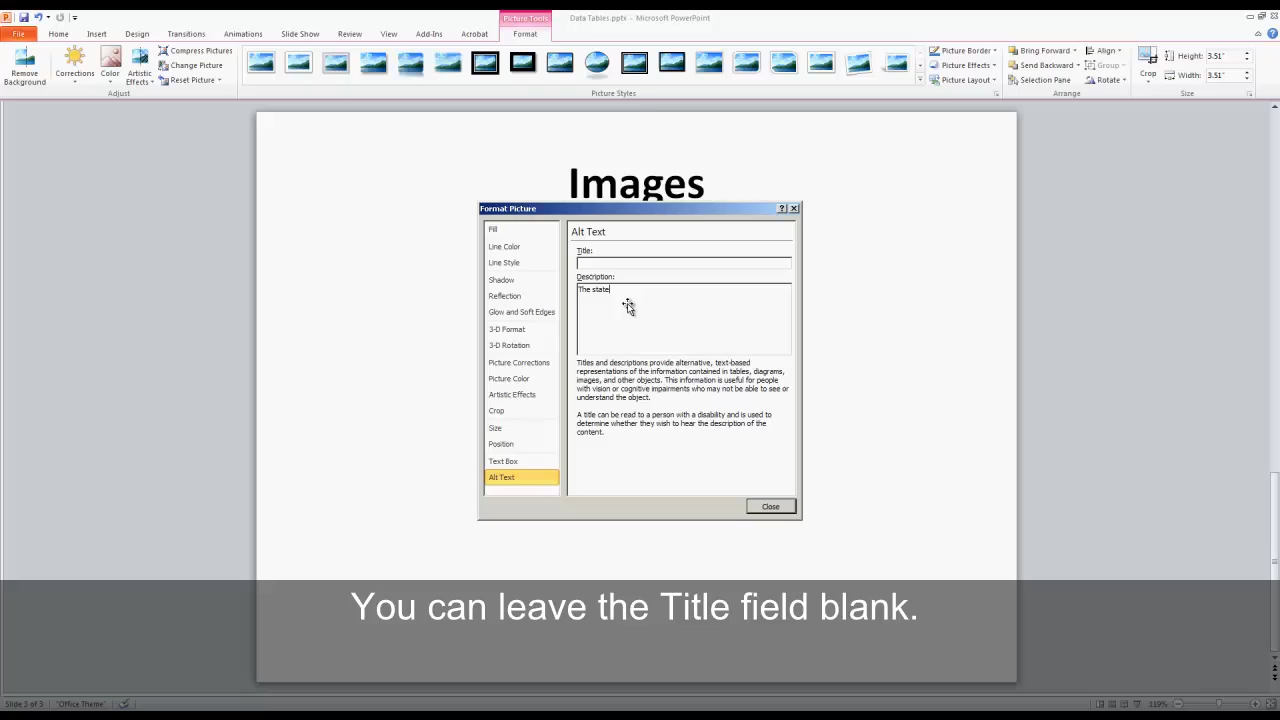 Picture Tools
Data Tables.pptx - Microsoft PowerPoint
File Home Insert Design Transitions Animations Slide Show Review View Add-Ins Acrobat Format
Remove Background
Corrections
Color
Artistic Effects
Compress Pictures
Change Picture
Reset Picture
Adjust
Picture Styles
Picture Border
Picture Effects
Picture Layout
Bring Forward
Send Backward
Selection Pane
Align
Group
Rotate
Arrange
Crop
Height: 3.51"
Width: 3.51"
Size
Images
Format Picture
Fill
Line Color
Line Style
Shadow
Reflection
Glow and Soft Edges
3-D Format
3-D Rotation
Picture Corrections
Picture Color
Artistic Effects
Crop
Size
Position
Text Box
Alt Text
Alt Text
Title:
Description:
The state
Titles and descriptions provide alternative, text-based
representations of the information contained in tables, diagrams,
images, and other objects. This information is useful for people
with vision or cognitive impairments who may not be able to see or
understand the object.
A title can be read to a person with a disability and is used to
determine whether they wish to hear the description of the
content.
Close
You can leave the Title field blank.
Slide 3 of 3 "Office Theme" 119%